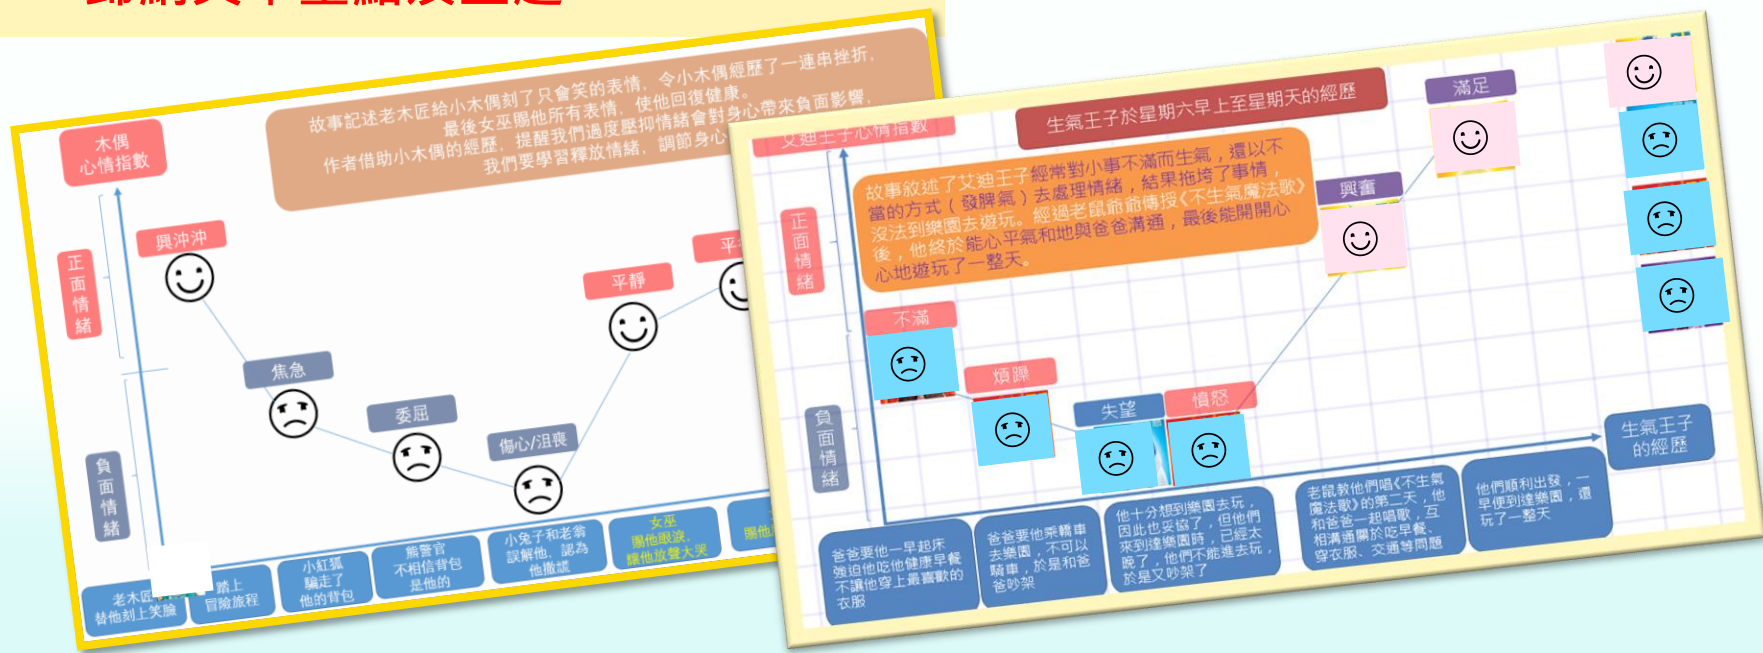 木偶
心情指數
故事記述老木匠給小木偶刻了只會笑的表情，令小木偶經歷了一連串挫折，
最後女巫賜他所有表情，使他回復健康。
作者借助小木偶的經歷，提醒我們過度壓抑情緒會對身心帶來負面影響，
我們要學習釋放情緒，調節身心
正面情緒
負面情緒
興沖沖
焦急
委屈
傷心/沮喪
平靜
老木匠
替他刻上笑臉
踏上
冒險旅程
小紅狐
騙走了
他的背包
熊警官
不相信背包
是他的
小兔子和老翁
誤解他，認為
他撒謊
女巫
賜他眼淚，
讓他放聲大哭
艾迪王子心情指數
生氣王子於星期六早上至星期天的經歷
故事敘述了艾迪王子經常對小事不滿而生氣，還以不
當的方式（發脾氣）去處理情緒，結果拖垮了事情，
沒法到樂園去遊玩。經過老鼠爺爺傳授《不生氣魔法歌》
後，他終於能心平氣和地與爸爸溝通，最後能開開心
心地遊玩了一整天。
正面情緒
負面情緒
不滿
煩躁
失望
憤怒
興奮
滿足
生氣王子
的經歷
爸爸要他一早起床
強迫他吃他健康早餐
不讓他穿上最喜歡的
衣服
爸爸要他乘轎車
去樂園，不可以
騎車，於是和爸
爸吵架
他十分想到樂園去玩，
因此也妥協了，但他們
來到達樂園時，已經太
晚了，他們不能進去玩，
於是又吵架了
老鼠教他們唱《不生氣
魔法歌》的第二天，他
和爸爸一起唱歌，互
相溝通關於吃早餐、
穿衣服、交通等問題
他們順利出發，一
早便到達樂園，還
玩了一整天